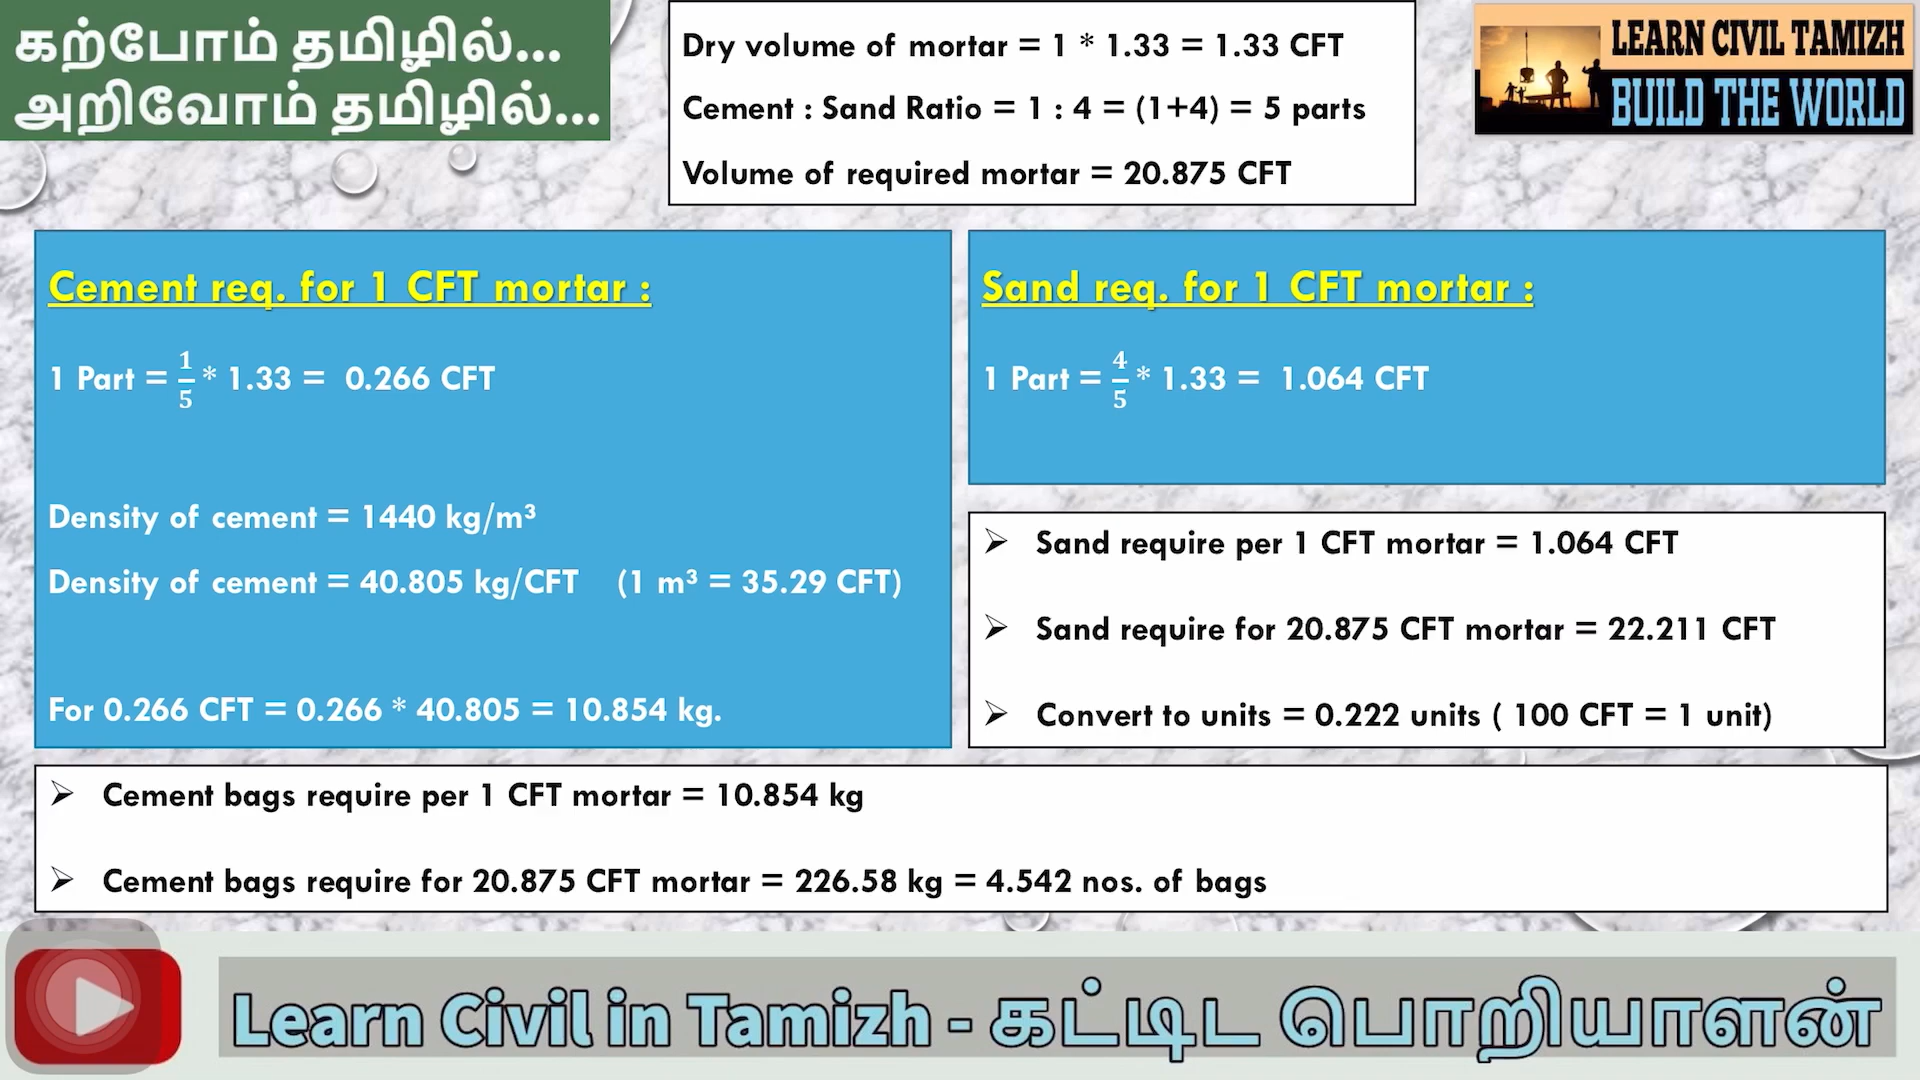 கற்போம் தமிழில்...
அறிவோம் தமிழில்...
Dry volume of mortar = 1 * 1.33 = 1.33 CFT
Cement : Sand Ratio = 1 : 4 = (1+4) = 5 parts
Volume of required mortar = 20.875 CFT
LEARN CIVIL TAMIZH
BUILD THE WORLD
Cement req. for 1 CFT mortar :
1 Part = 1/5 * 1.33 = 0.266 CFT
Density of cement = 1440 kg/m³
Density of cement = 40.805 kg/CFT (1 m³ = 35.29 CFT)
For 0.266 CFT = 0.266 * 40.805 = 10.854 kg.
Sand req. for 1 CFT mortar :
1 Part = 4/5 * 1.33 = 1.064 CFT
➢ Sand require per 1 CFT mortar = 1.064 CFT
➢ Sand require for 20.875 CFT mortar = 22.211 CFT
➢ Convert to units = 0.222 units ( 100 CFT = 1 unit)
➢ Cement bags require per 1 CFT mortar = 10.854 kg
➢ Cement bags require for 20.875 CFT mortar = 226.58 kg = 4.542 nos. of bags
Learn Civil in Tamizh - கட்டிட பொறியாளன்